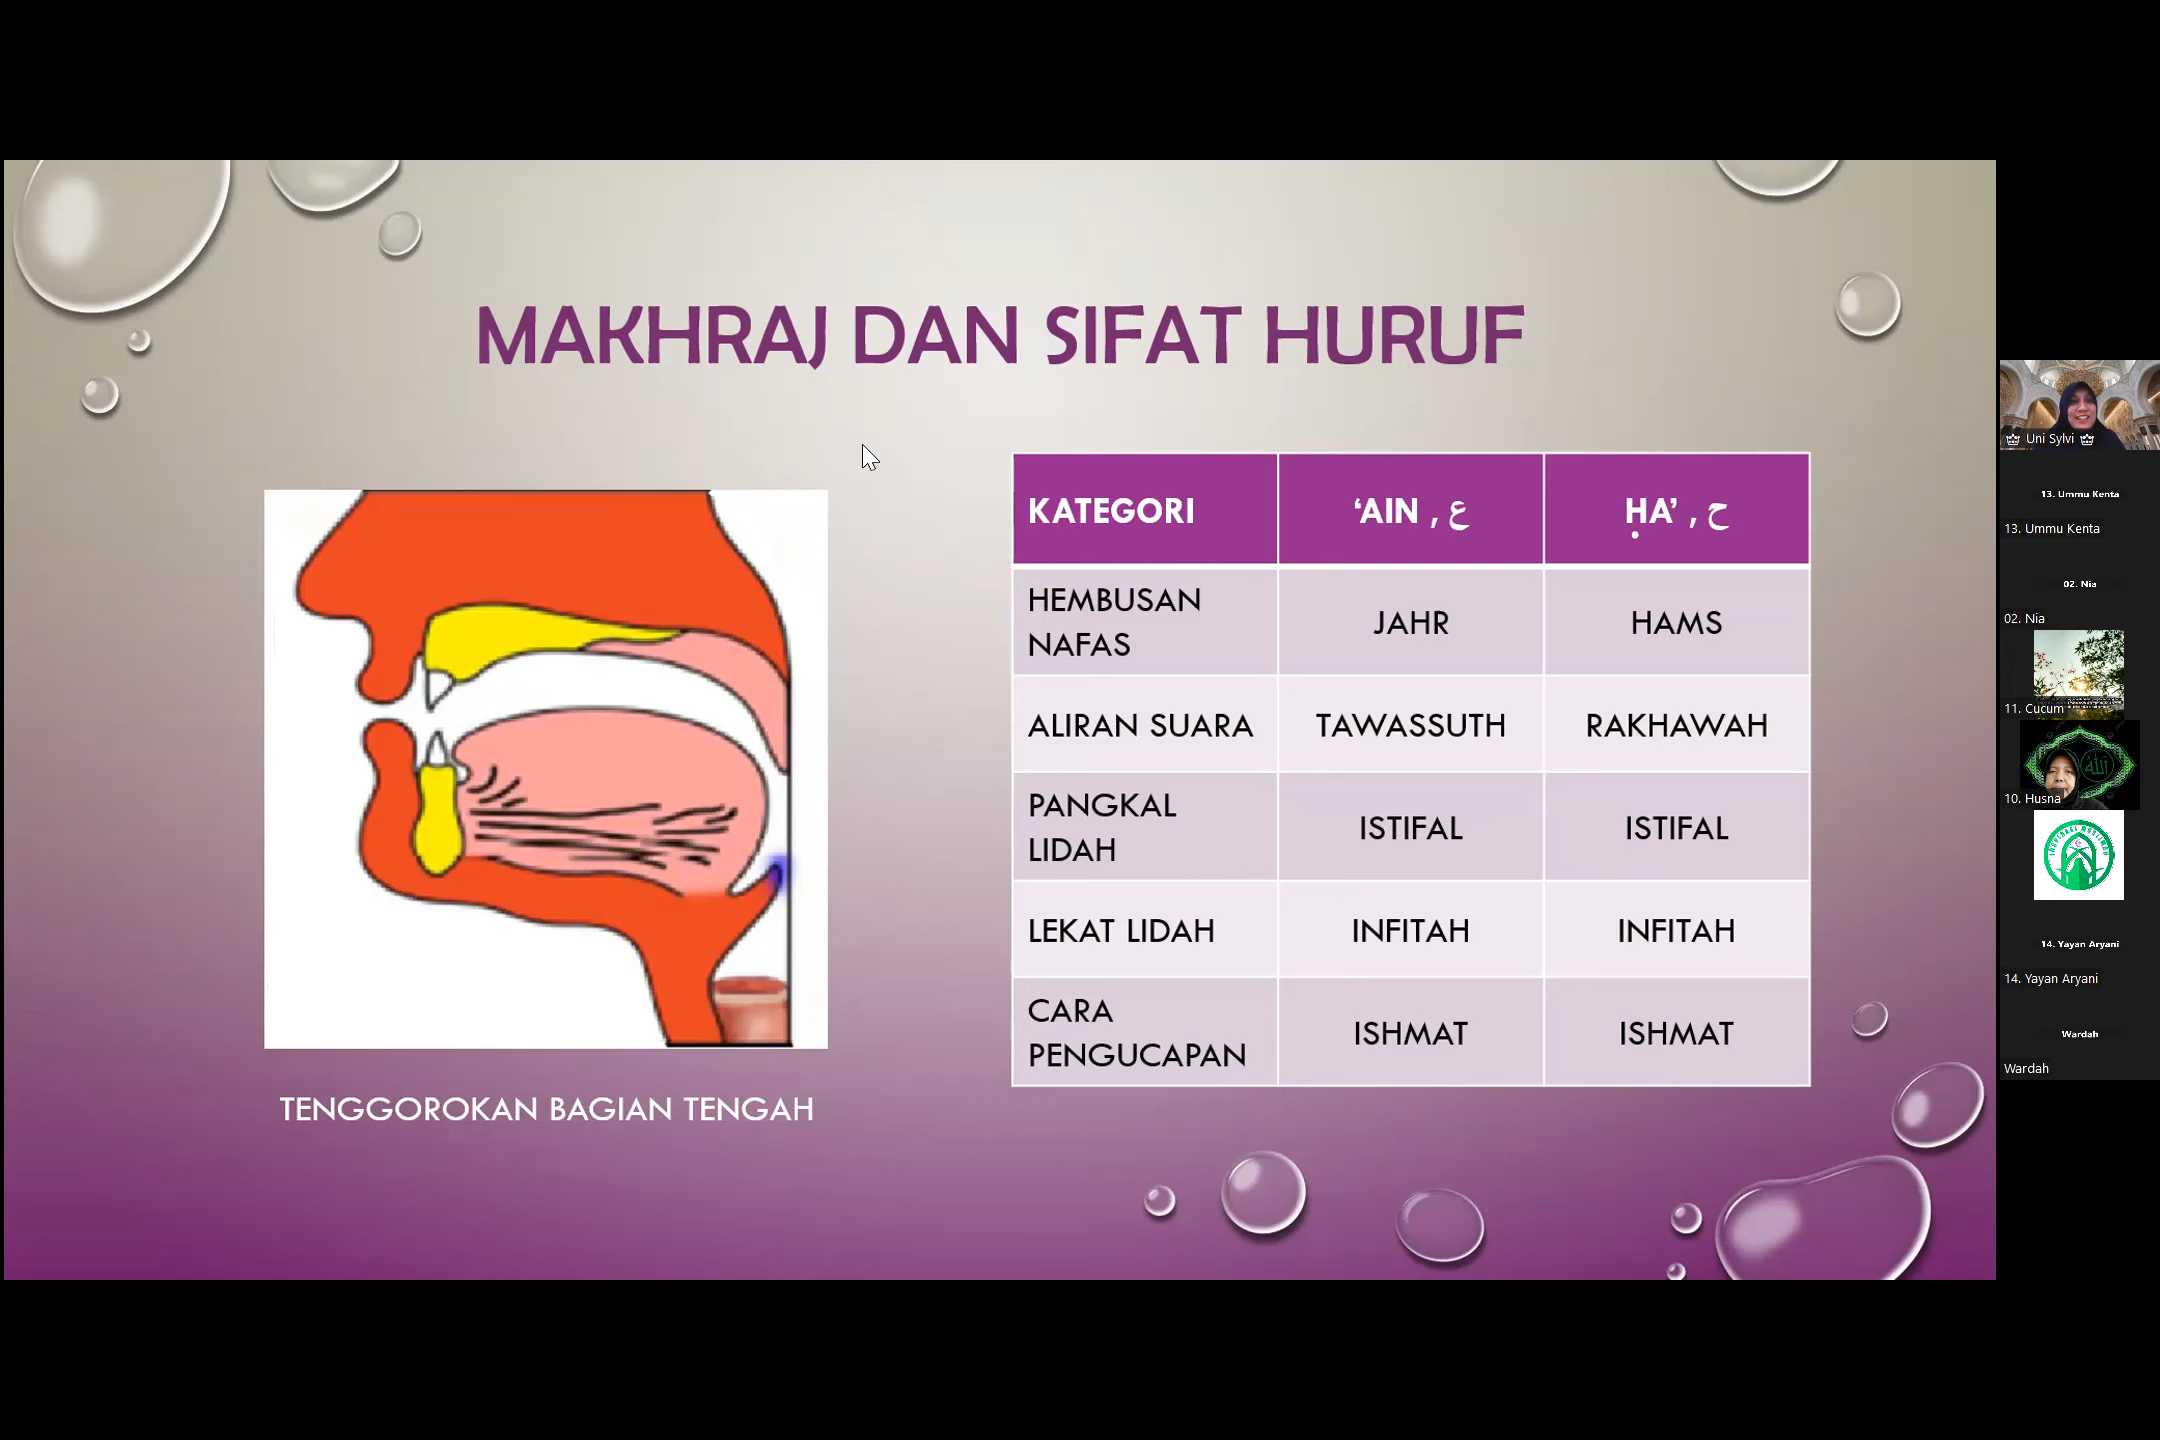 MAKHRAJ DAN SIFAT HURUF
KATEGORI
‘AIN , ع
ḤA’ , ح
HEMBUSAN
NAFAS
JAHR
HAMS
ALIRAN SUARA
TAWASSUTH
RAKHAWAH
PANGKAL
LIDAH
ISTIFAL
ISTIFAL
LEKAT LIDAH
INFITAH
INFITAH
CARA
PENGUCAPAN
ISHMAT
ISHMAT
TENGGOROKAN BAGIAN TENGAH
Uni Sylvi
13. Ummu Kenta
13. Ummu Kenta
02. Nia
02. Nia
11. Cucum
الله
10. Husna
14. Yayan Aryani
14. Yayan Aryani
Wardah
Wardah